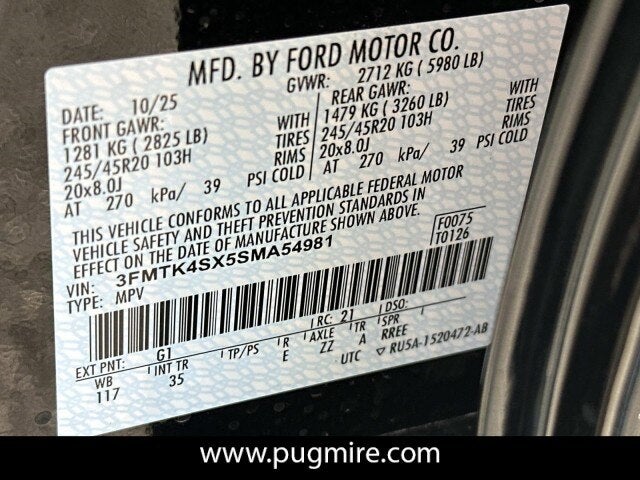 MFD. BY FORD MOTOR CO.
DATE: 10/25 GVWR: 2712 KG ( 5980 LB)
FRONT GAWR: REAR GAWR:
1281 KG ( 2825 LB) WITH 1479 KG ( 3260 LB) WITH
245/45R20 103H TIRES 245/45R20 103H TIRES
20x8.0J RIMS 20x8.0J RIMS
AT 270 kPa/ 39 PSI COLD AT 270 kPa/ 39 PSI COLD
THIS VEHICLE CONFORMS TO ALL APPLICABLE FEDERAL MOTOR
VEHICLE SAFETY AND THEFT PREVENTION STANDARDS IN
EFFECT ON THE DATE OF MANUFACTURE SHOWN ABOVE.
F0075
T0126
VIN: 3FMTK4SX5SMA54981
TYPE: MPV
EXT PNT: G1 RC: 21 DSO:
WB INT TR TP/PS R AXLE TR SPR
117 35 E ZZ A RREE
UTC ▽ RU5A-1520472-AB
www.pugmire.com